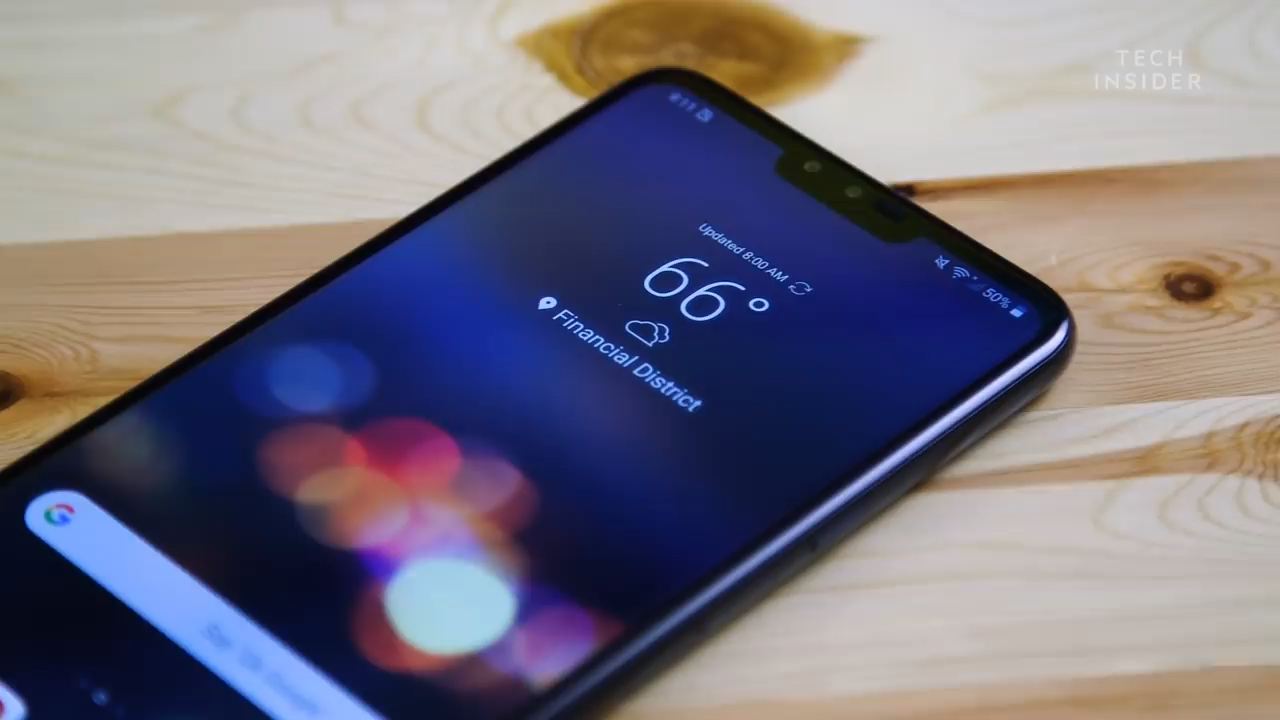 TECH
INSIDER
50%
Updated 8:00 AM
66°
Financial District
G